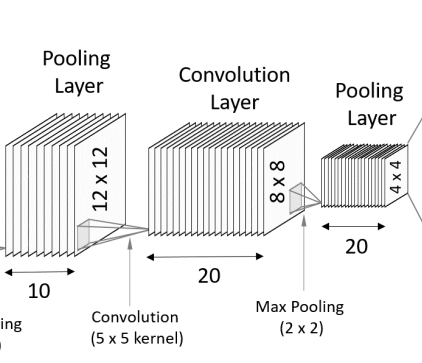 Pooling
Layer
Convolution
Layer
Pooling
Layer
12 x 12
8 x 8
4 x 4
10
20
20
Convolution
(5 x 5 kernel)
Max Pooling
(2 x 2)
ing
)